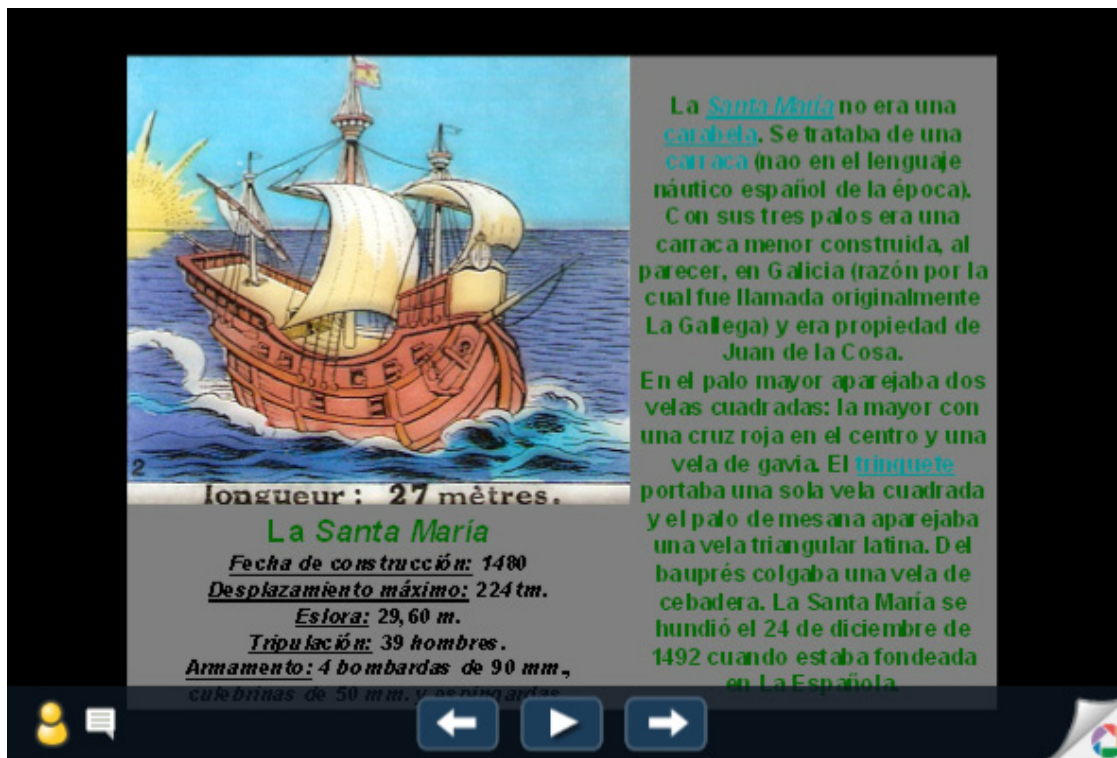 2
longueur : 27 mètres.
La Santa María
Fecha de construcción: 1480
Desplazamiento máximo: 224 tm.
Eslora: 29,60 m.
Tripulación: 39 hombres.
Armamento: 4 bombardas de 90 mm.,
culebrinas de 50 mm. y espingardas
La Santa María no era una
carabela. Se trataba de una
carraca (nao en el lenguaje
náutico español de la época).
Con sus tres palos era una
carraca menor construida, al
parecer, en Galicia (razón por la
cual fue llamada originalmente
La Gallega) y era propiedad de
Juan de la Cosa.
En el palo mayor aparejaba dos
velas cuadradas: la mayor con
una cruz roja en el centro y una
vela de gavia. El trinquete
portaba una sola vela cuadrada
y el palo de mesana aparejaba
una vela triangular latina. Del
bauprés colgaba una vela de
cebadera. La Santa María se
hundió el 24 de diciembre de
1492 cuando estaba fondeada
en La Española.